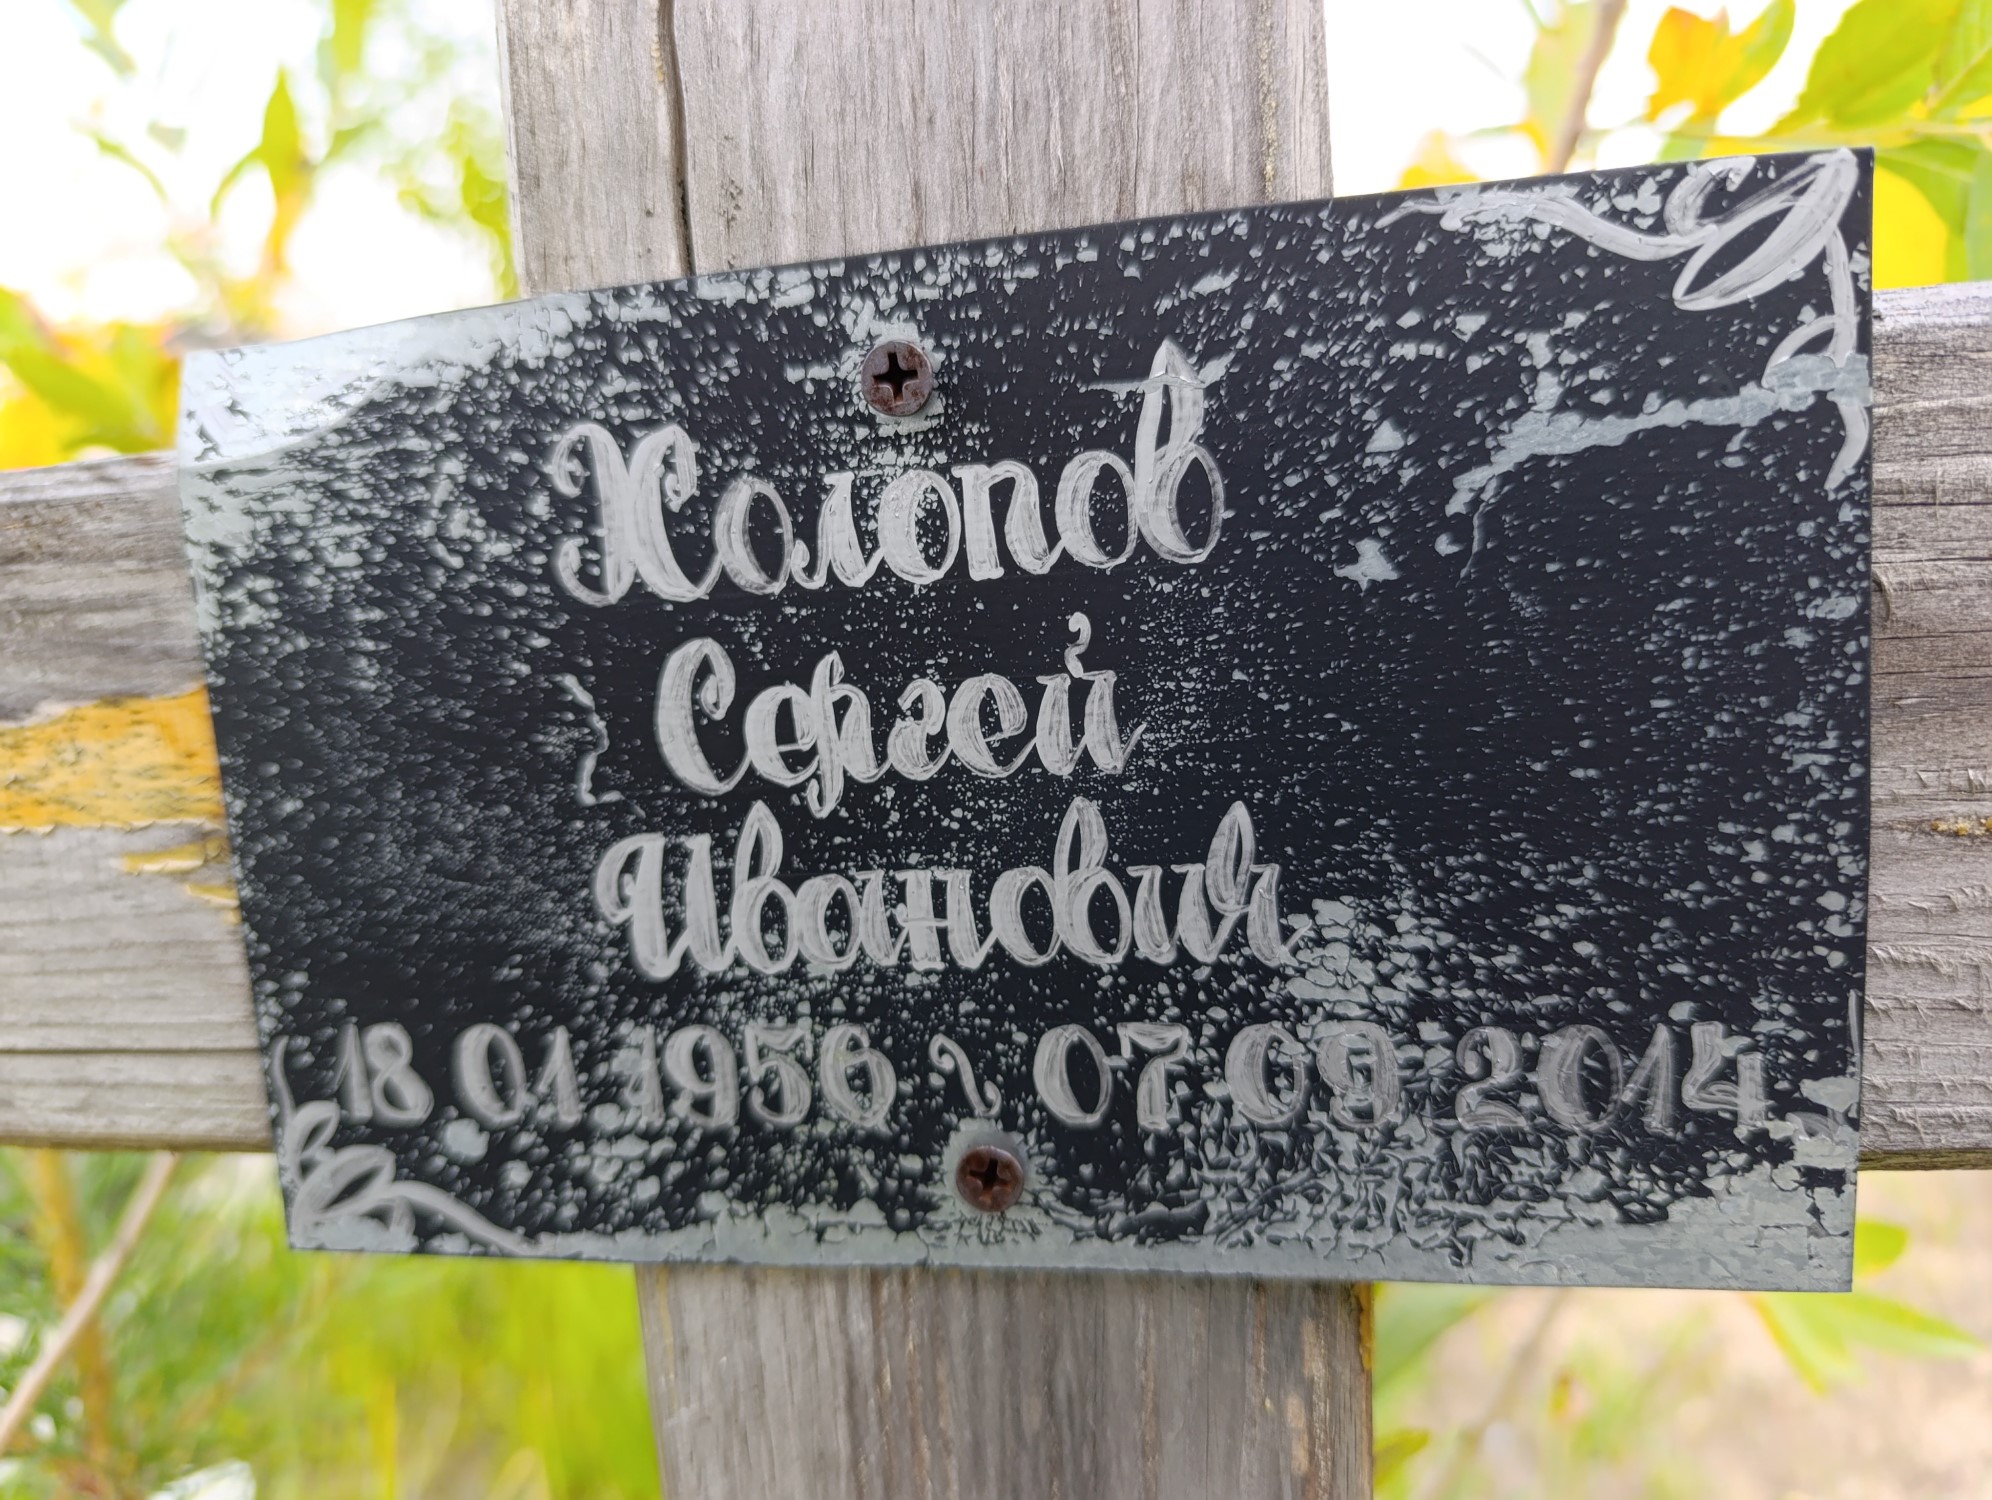 Холопов
Сергей
Иванович
18 01 1956 07 09 2014